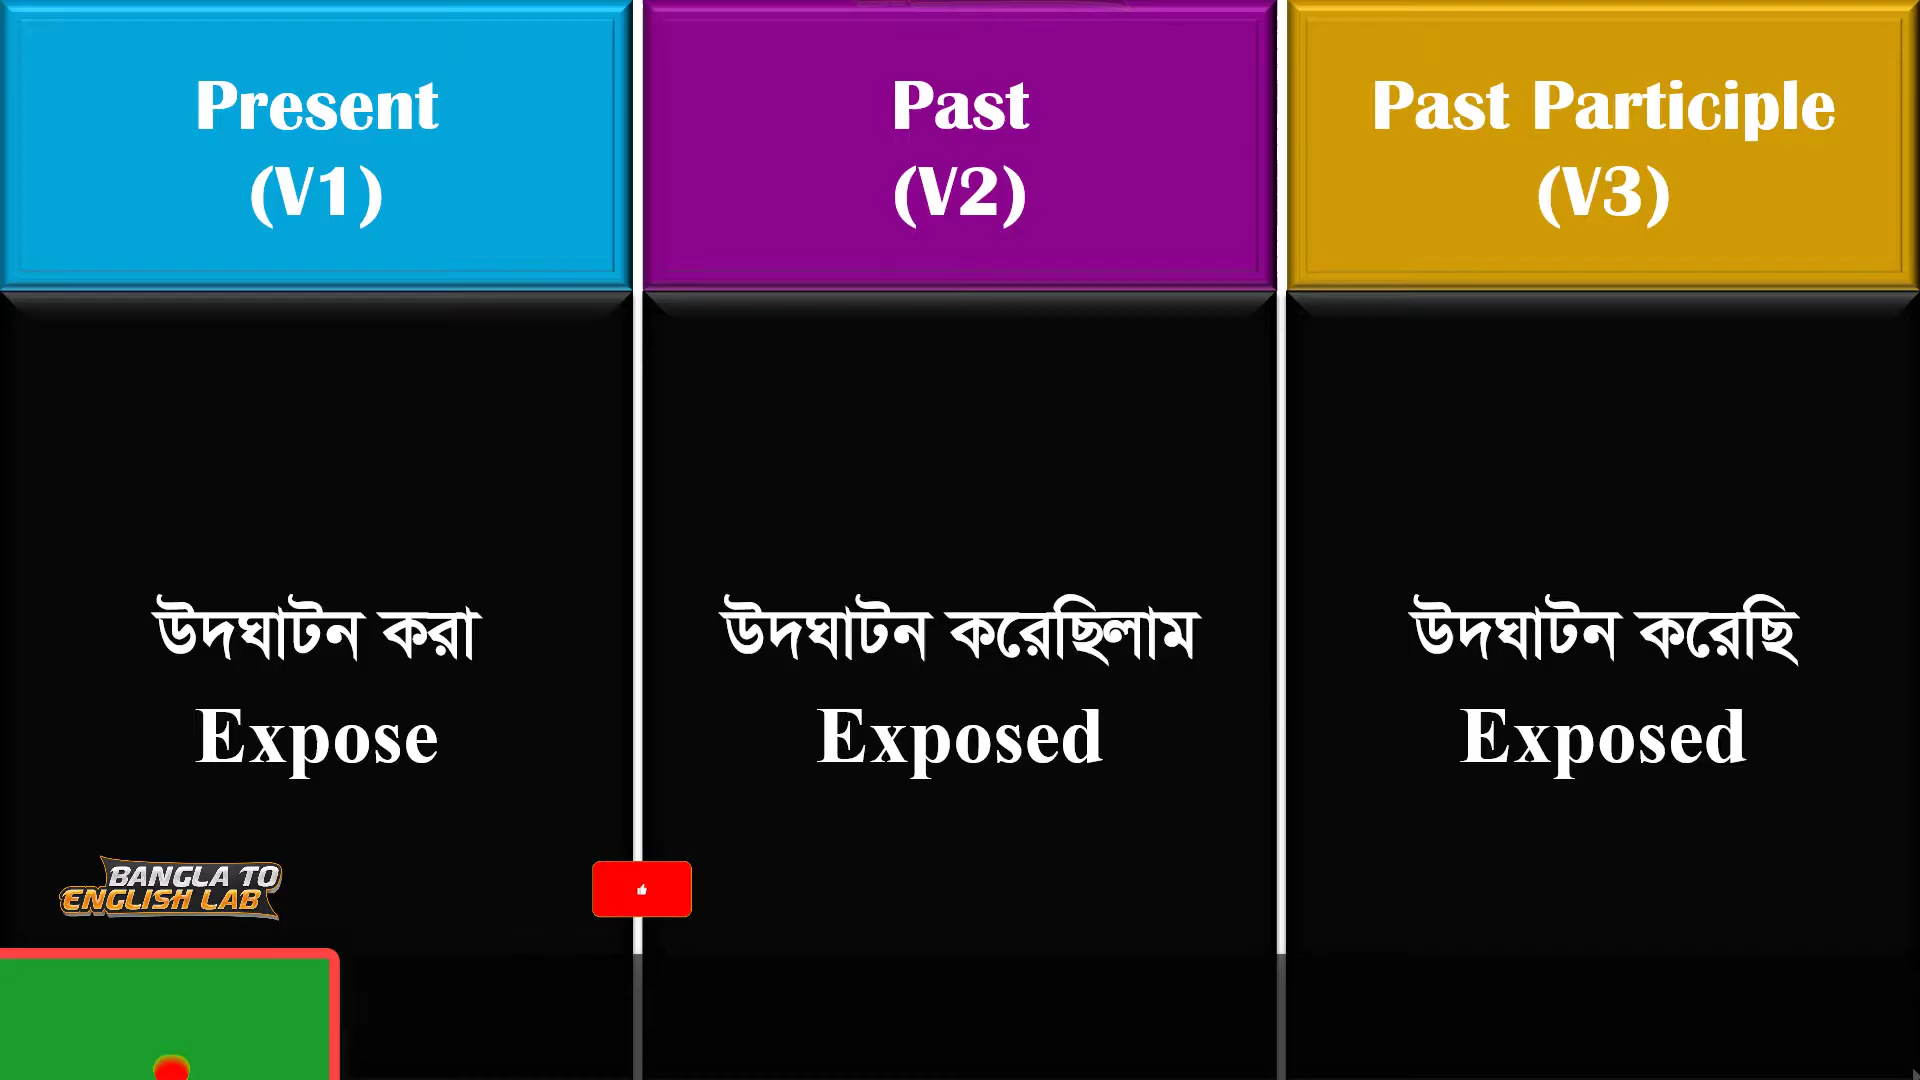 Present
(V1)
Past
(V2)
Past Participle
(V3)
উদঘাটন করা
Expose
উদঘাটন করেছিলাম
Exposed
উদঘাটন করেছি
Exposed
BANGLA TO
ENGLISH LAB